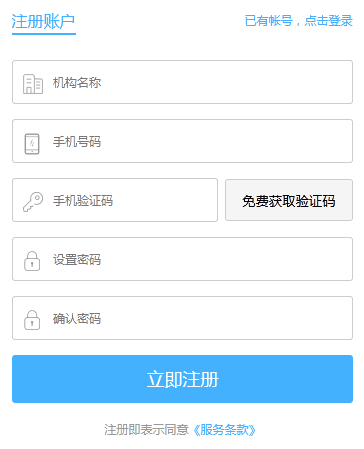 注册账户 已有帐号，点击登录
机构名称
手机号码
手机验证码 免费获取验证码
设置密码
确认密码
立即注册
注册即表示同意《服务条款》